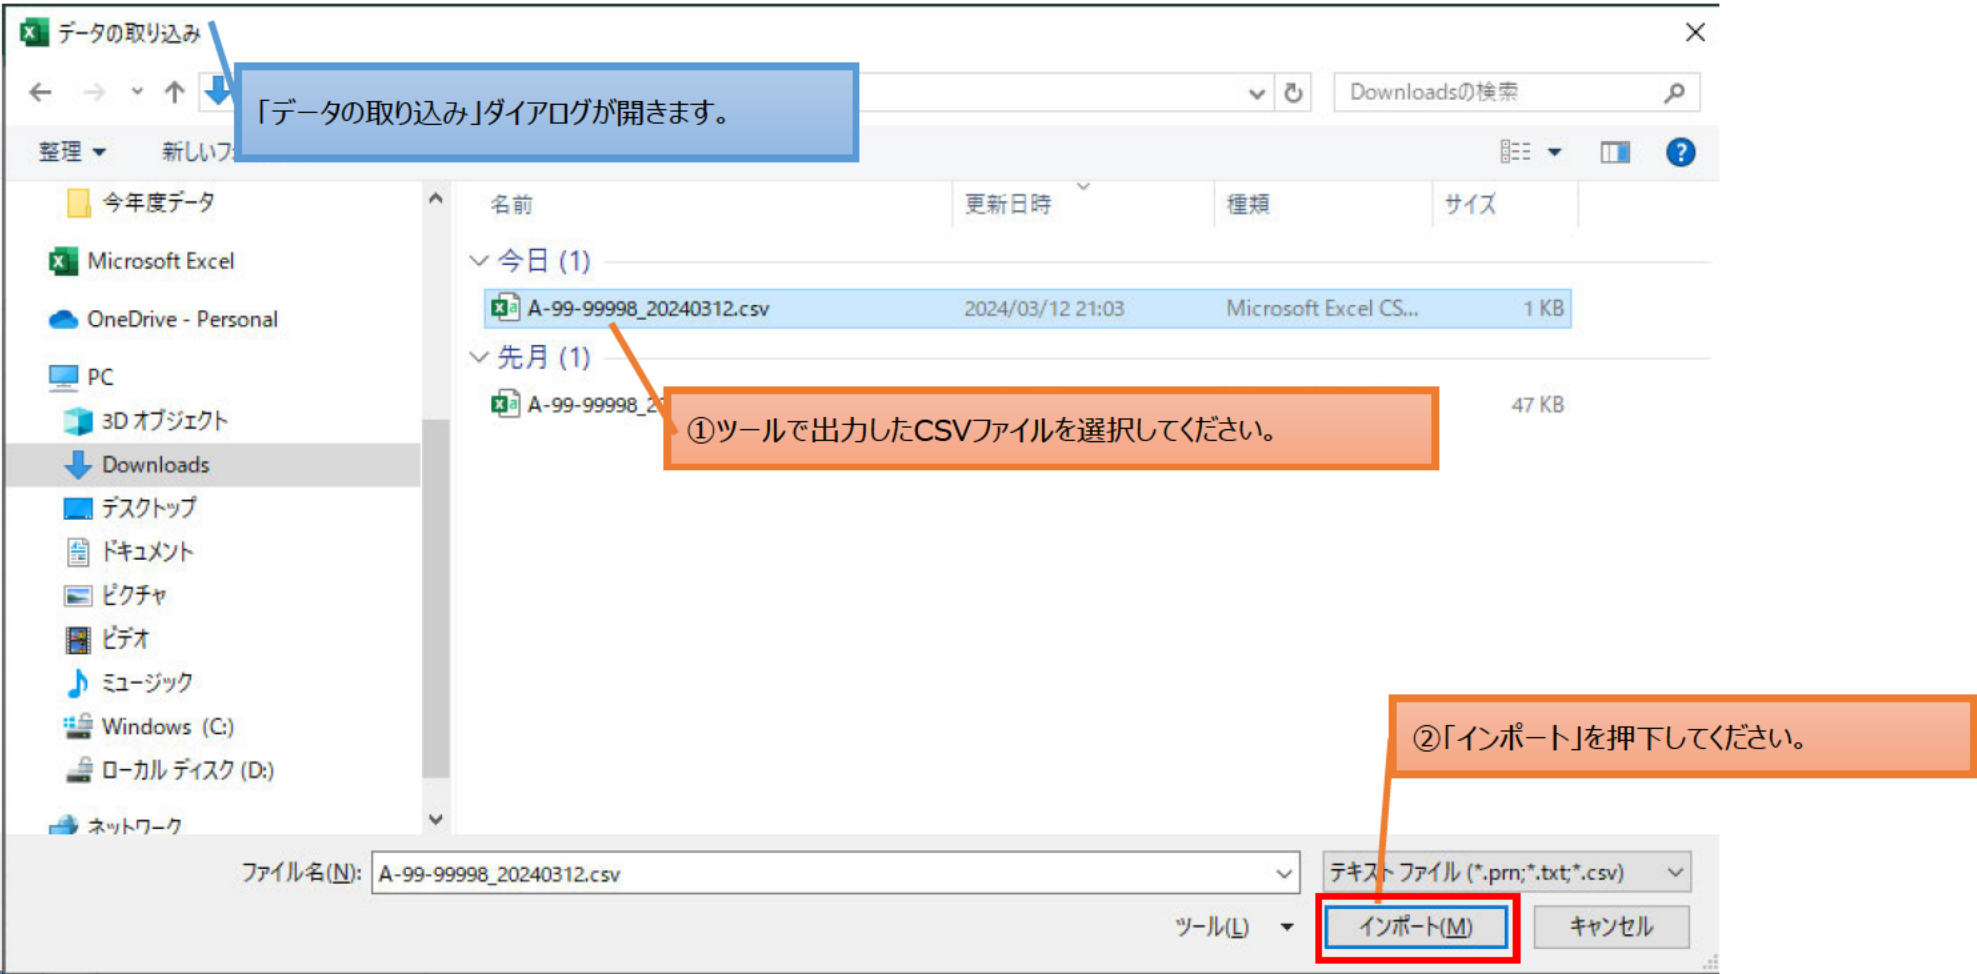 データの取り込み
「データの取り込み」ダイアログが開きます。
Downloadsの検索
整理
新しいフ
今年度データ
Microsoft Excel
OneDrive - Personal
PC
3D オブジェクト
Downloads
デスクトップ
ドキュメント
ピクチャ
ビデオ
ミュージック
Windows (C:)
ローカル ディスク (D:)
ネットワーク
名前 更新日時 種類 サイズ
今日 (1)
A-99-99998_20240312.csv 2024/03/12 21:03 Microsoft Excel CS... 1 KB
先月 (1)
A-99-99998_2 47 KB
①ツールで出力したCSVファイルを選択してください。
②「インポート」を押下してください。
ファイル名(N): A-99-99998_20240312.csv テキスト ファイル (*.prn;*.txt;*.csv)
ツール(L) インポート(M) キャンセル